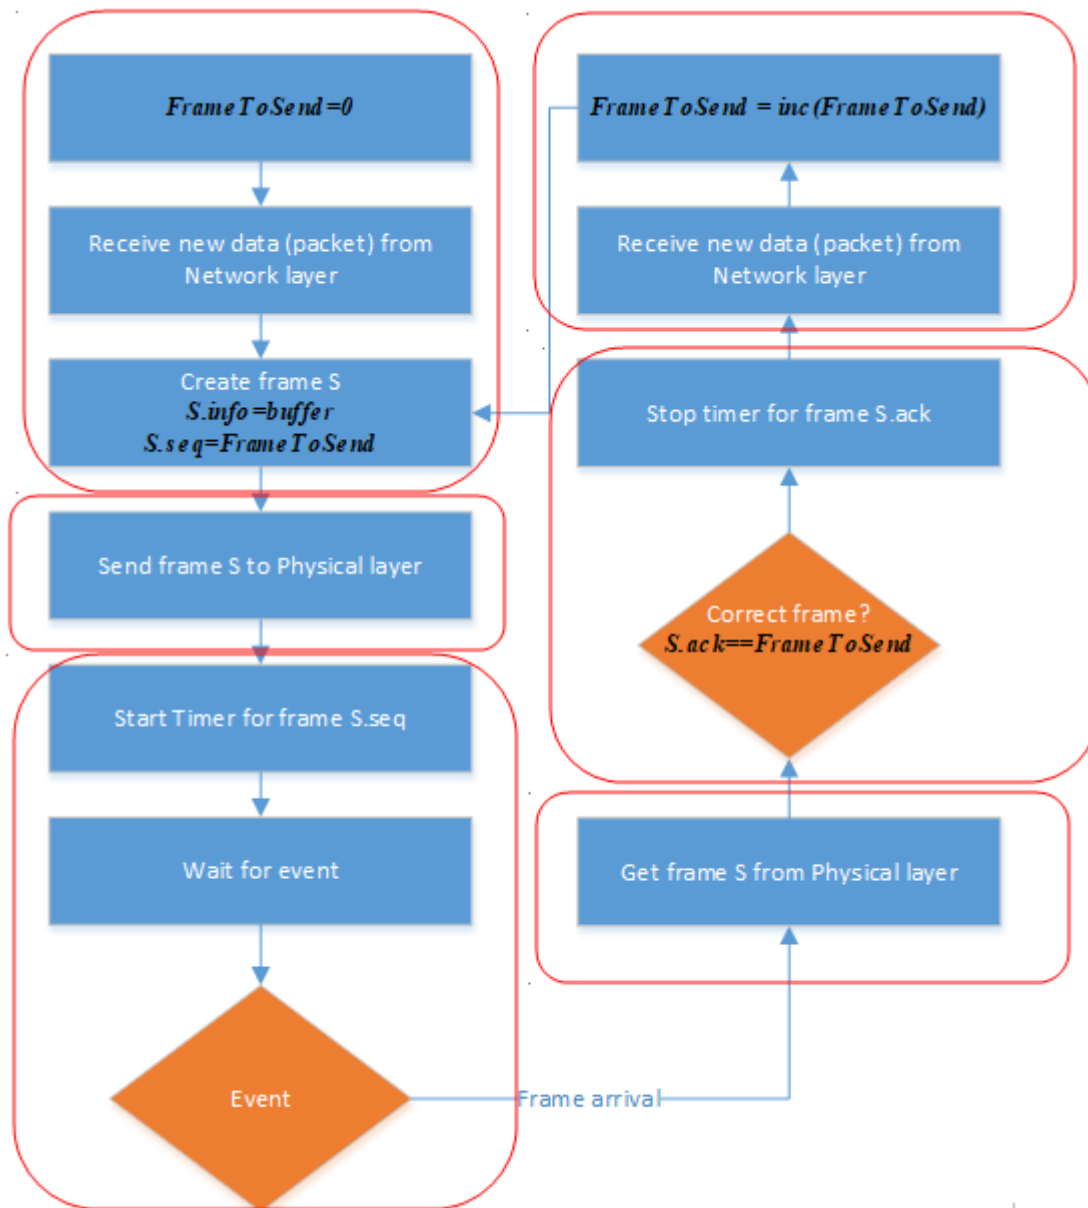 FrameToSend=0
Receive new data (packet) from
Network layer
Create frame S
S.info=buffer
S.seq=FrameToSend
Send frame S to Physical layer
Start Timer for frame S.seq
Wait for event
Event
Frame arrival
Get frame S from Physical layer
Correct frame?
S.ack==FrameToSend
Stop timer for frame S.ack
Receive new data (packet) from
Network layer
FrameToSend = inc(FrameToSend)